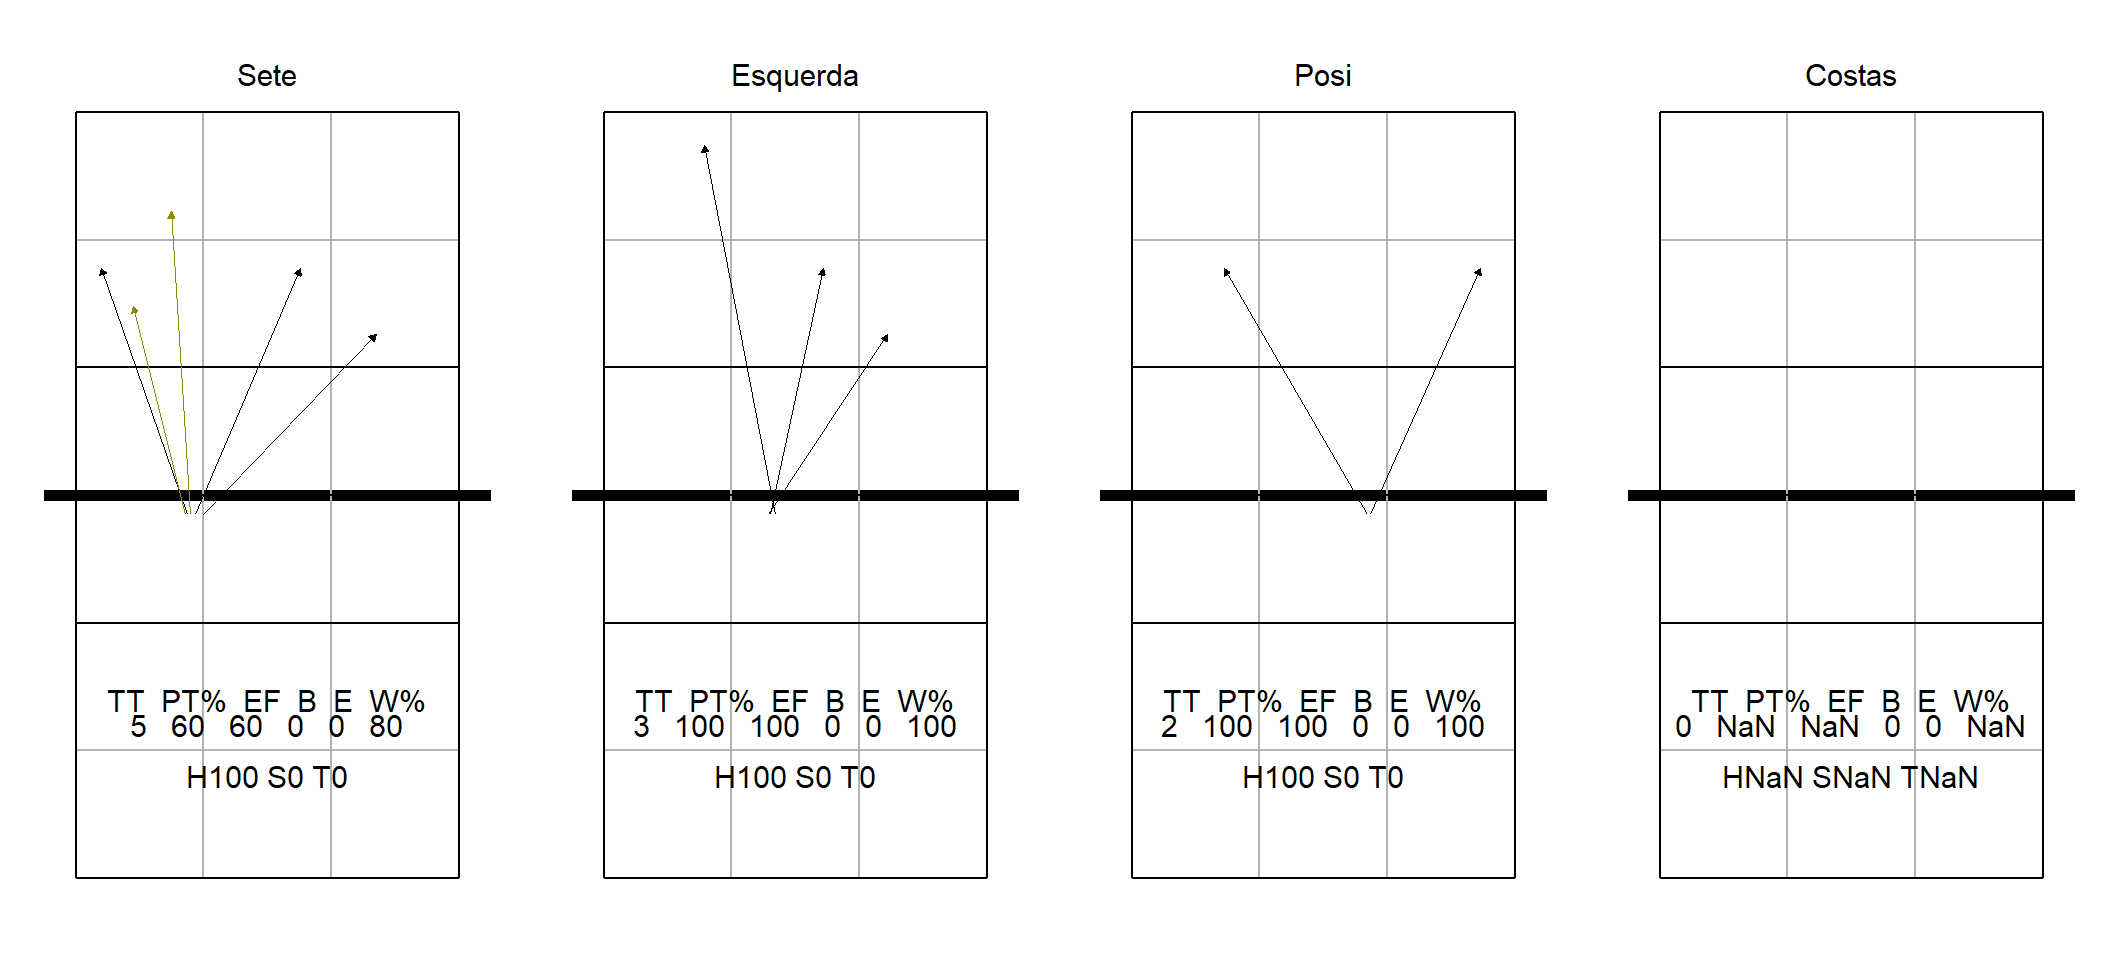 Sete
TT PT% EF B E W%
5 60 60 0 0 80
H100 S0 T0
Esquerda
TT PT% EF B E W%
3 100 100 0 0 100
H100 S0 T0
Posi
TT PT% EF B E W%
2 100 100 0 0 100
H100 S0 T0
Costas
TT PT% EF B E W%
0 NaN NaN 0 0 NaN
HNaN SNaN TNaN